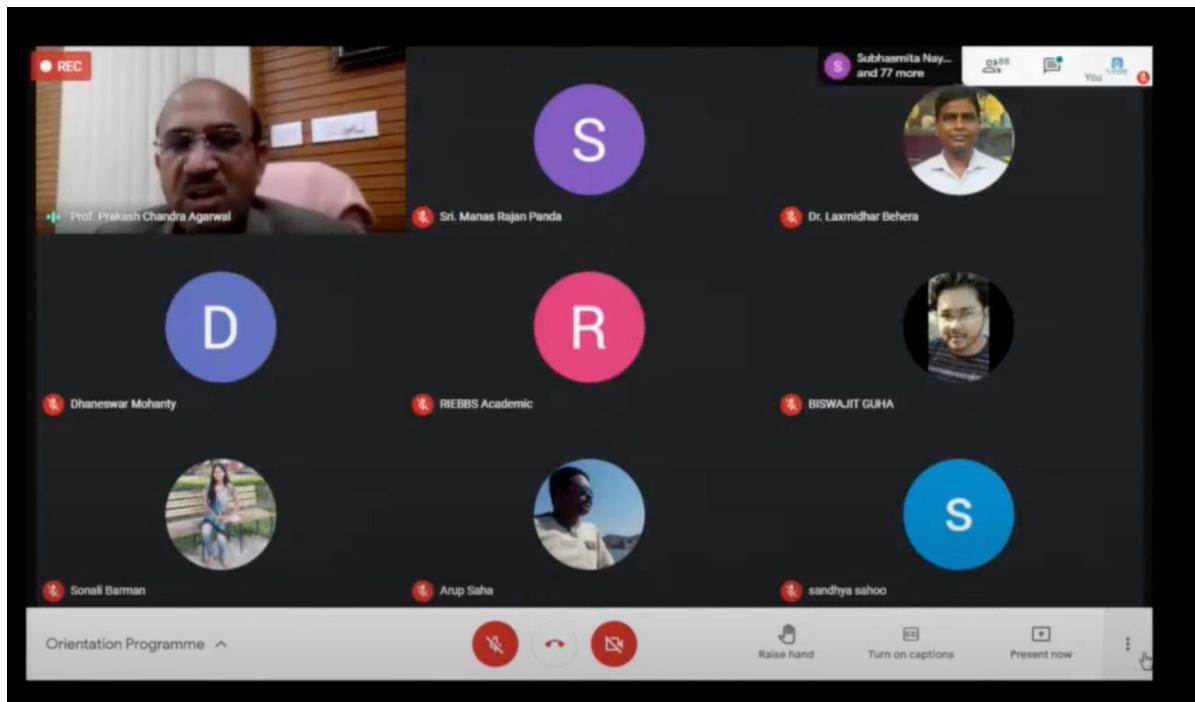 REC
Subhasmita Nay...
and 77 more
S
88
You
Prof. Prakash Chandra Agarwal
S
Sri. Manas Rajan Panda
Dr. Laxmidhar Behera
D
Dhaneswar Mohanty
R
RIEBBS Academic
BISWAJIT GUHA
Sonali Barman
Arup Saha
S
sandhya sahoo
Orientation Programme
Raise hand
CC
Turn on captions
Present now